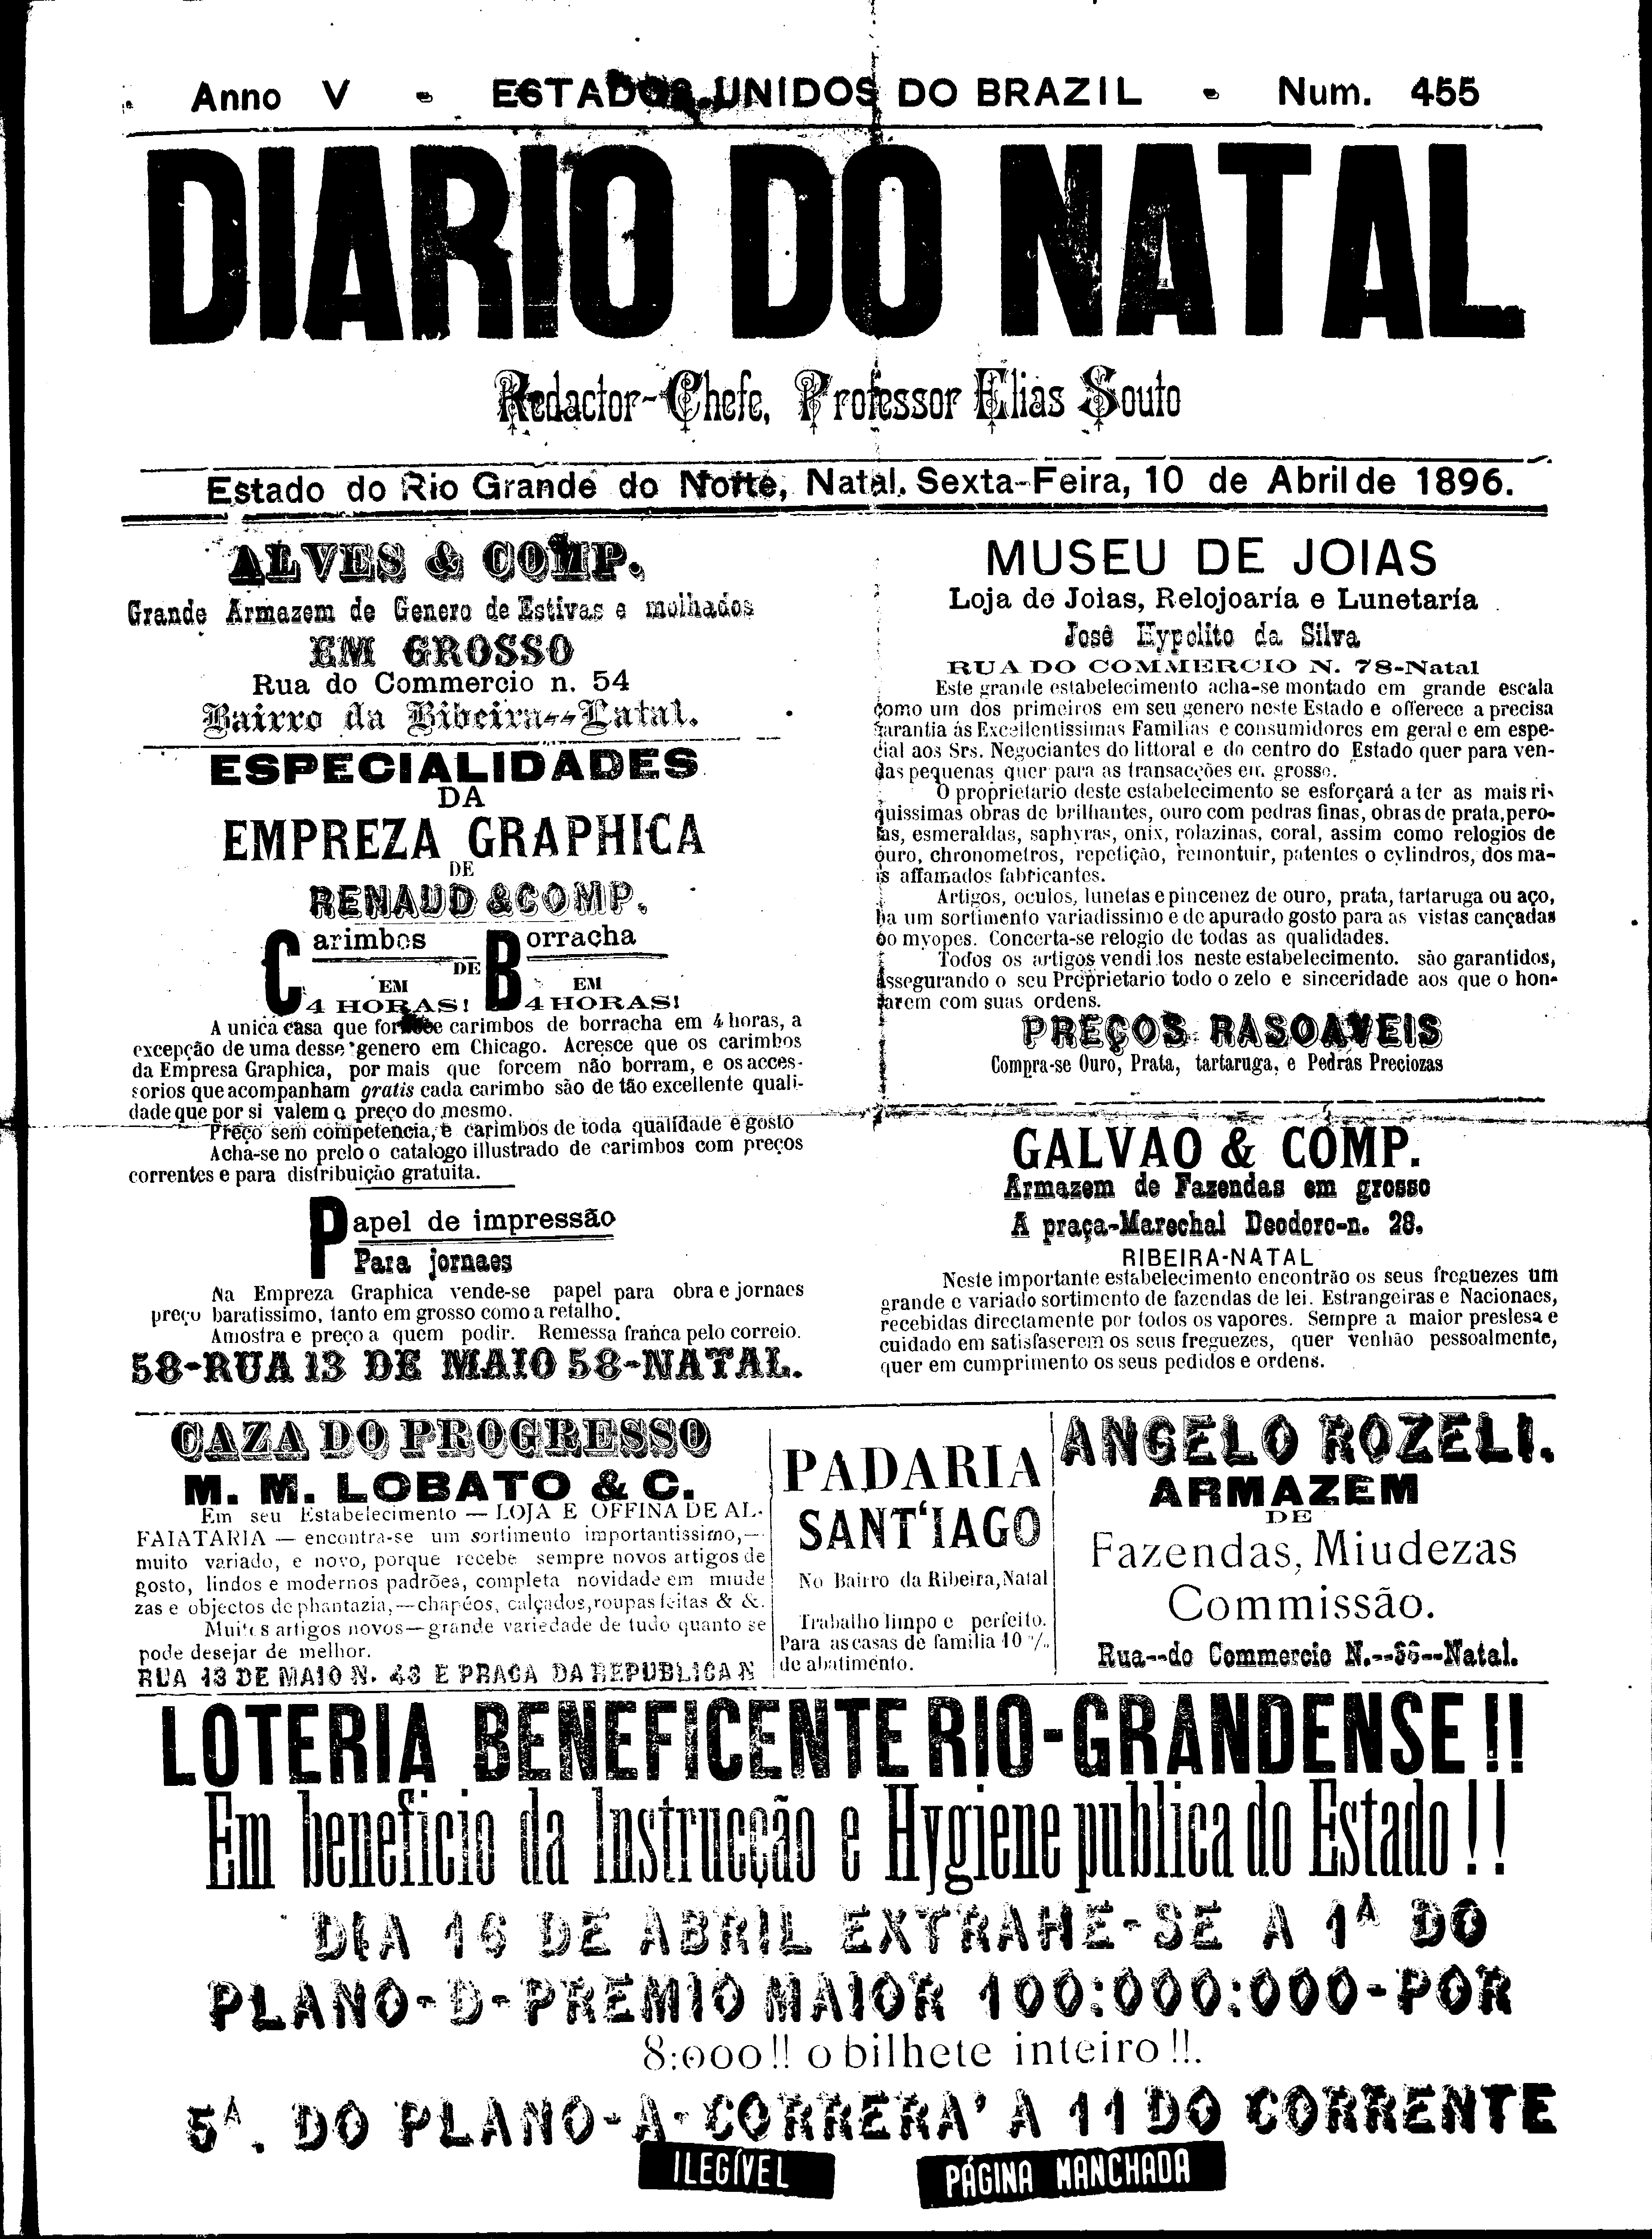 Anno V - ESTADOS UNIDOS DO BRAZIL - Num. 455
DIARIO DO NATAL
Redactor-Chefe, Professor Elias Souto
Estado do Rio Grande do Norte, Natal, Sexta-Feira, 10 de Abril de 1896.
ALVES & COMP.
Grande Armazem de Genero de Estivas e molhados
EM GROSSO
Rua do Commercio n. 54
Bairro da Ribeira--Natal.
ESPECIALIDADES
DA
EMPREZA GRAPHICA
DE
RENAUD & COMP.
Carimbos DE Borracha
EM EM
4 HORAS! 4 HORAS!
A unica casa que fornece carimbos de borracha em 4 horas, a
excepção de uma desse genero em Chicago. Acresce que os carimbos
da Empresa Graphica, por mais que forcem não borram, e os acces-
sorios que acompanham gratis cada carimbo são de tão excellente quali-
dade que por si valem o preço do mesmo.
Preço sem competencia, e carimbos de toda qualidade e gosto
Acha-se no prelo o catalogo illustrado de carimbos com preços
correntes e para distribuição gratuita.
Papel de impressão
Para jornaes
Na Empreza Graphica vende-se papel para obra e jornaes
preço baratissimo, tanto em grosso como a retalho.
Amostra e preço a quem pedir. Remessa franca pelo correio.
58-RUA 13 DE MAIO 58-NATAL.
MUSEU DE JOIAS
Loja de Joias, Relojoaría e Lunetaría
José Hypolito da Silva
RUA DO COMMERCIO N. 78-Natal
Este grande estabelecimento acha-se montado em grande escala
como um dos primeiros em seu genero neste Estado e offerece a precisa
garantia ás Excellentissimas Familias e consumidores em geral e em espe-
cial aos Srs. Negociantes do littoral e do centro do Estado quer para ven-
das pequenas quer para as transacções em grosso.
O proprietario deste estabelecimento se esforçará a ter as mais ri-
quissimas obras de brilhantes, ouro com pedras finas, obras de prata, pero-
las, esmeraldas, saphyras, onix, rolazinas, coral, assim como relogios de
ouro, chronometros, repetição, remontuir, patentes o cylindros, dos ma-
is affamados fabricantes.
Artigos, oculos, lunetas e pincenez de ouro, prata, tartaruga ou aço,
ha um sortimento variadissimo e de apurado gosto para as vistas cançadas
oo myopes. Concerta-se relogio de todas as qualidades.
Todos os artigos vendidos neste estabelecimento. são garantidos,
assegurando o seu Preprietario todo o zelo e sinceridade aos que o hon-
rarem com suas ordens.
PREÇOS RASOAVEIS
Compra-se Ouro, Prata, tartaruga, e Pedras Preciozas
GALVAO & COMP.
Armazem de Fazendas em grosso
A praça-Marechal Deodoro-n. 28.
RIBEIRA-NATAL
Neste importante estabelecimento encontrão os seus freguezes um
grande e variado sortimento de fazendas de lei. Estrangeiras e Nacionaes,
recebidas directamente por todos os vapores. Sempre a maior preslesa e
cuidado em satisfaserem os seus freguezes, quer venhão pessoalmente,
quer em cumprimento os seus pedidos e ordens.
CAZA DO PROGRESSO
M. M. LOBATO & C.
Em seu Estabelecimento — LOJA E OFFINA DE AL-
FAIATARIA — encontra-se um sortimento importantissimo,—
muito variado, e novo, porque recebe sempre novos artigos de
gosto, lindos e modernos padrões, completa novidade em miude
zas e objectos de phantazia,—chapéos, calçados, roupas feitas & &.
Muitos artigos novos—grande variedade de tudo quanto se
pode desejar de melhor.
RUA 13 DE MAIO N. 43 E PRACA DA REPUBLICA N
PADARIA
SANT'IAGO
No Bairro da Ribeira, Natal
Trabalho limpo e perfeito.
Para as casas de familia 10 %.
de abatimento.
ANGELO ROZELI.
ARMAZEM
DE
Fazendas, Miudezas
Commissão.
Rua--do Commercio N.--36--Natal.
LOTERIA BENEFICENTE RIO-GRANDENSE!!
Em beneficio da Instrucção e Hygiene publica do Estado!!
DIA 16 DE ABRIL EXTRAHE-SE A 1ª DO
PLANO-D-PREMIO MAIOR 100:000:000-POR
8:000!! o bilhete inteiro!!.
5ª. DO PLANO-A-CORRERA' A 11 DO CORRENTE
ILEGÍVEL
PÁGINA MANCHADA